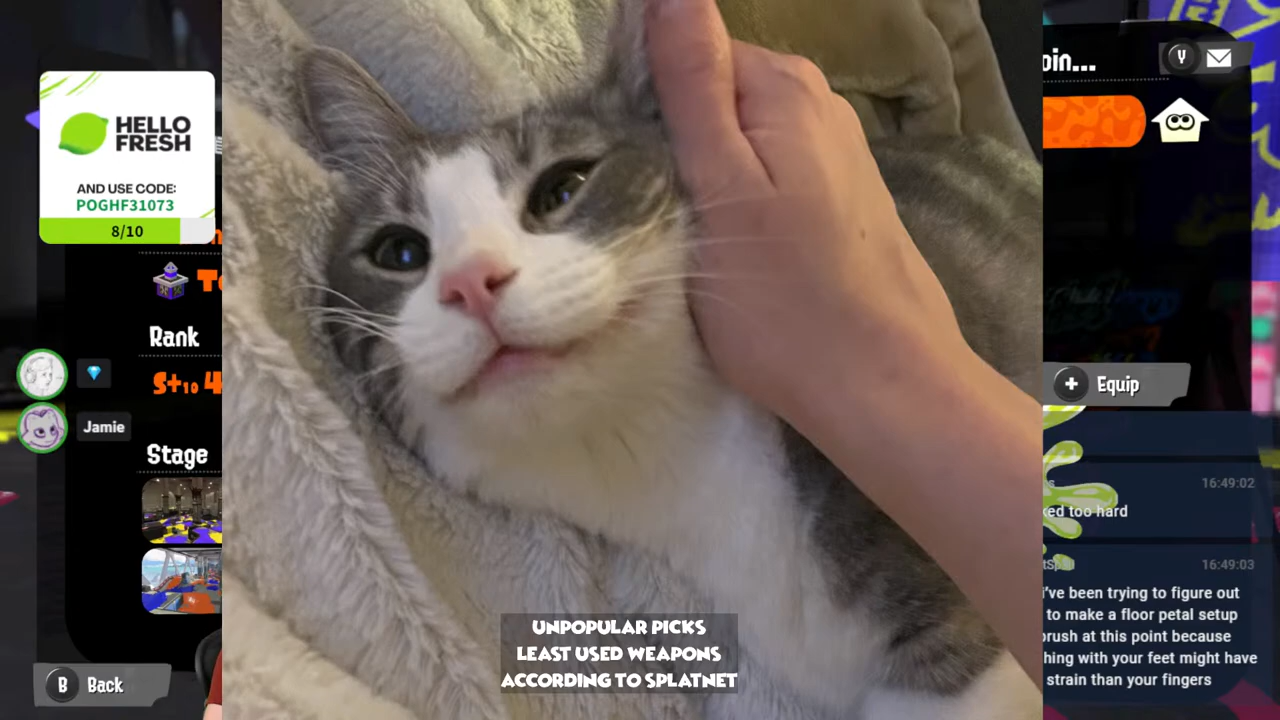 HELLO
FRESH
AND USE CODE:
POGHF31073
8/10
Rank
S+10 4
Jamie
Stage
B Back
UNPOPULAR PICKS
LEAST USED WEAPONS
ACCORDING TO SPLATNET
oin...
Y
+ Equip
16:49:02
ked too hard
16:49:03
I've been trying to figure out
to make a floor petal setup
brush at this point because
hing with your feet might have
strain than your fingers